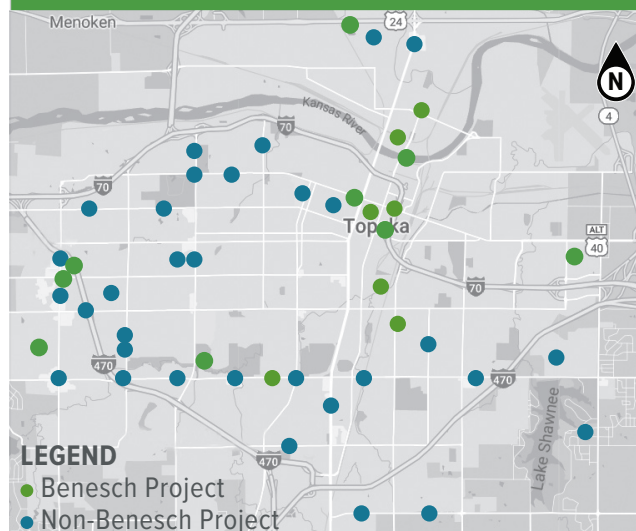 Menoken
24
N
4
Kansas River
70
70
Topeka
ALT
40
70
470
470
470
Lake Shawnee
LEGEND
Benesch Project
Non-Benesch Project